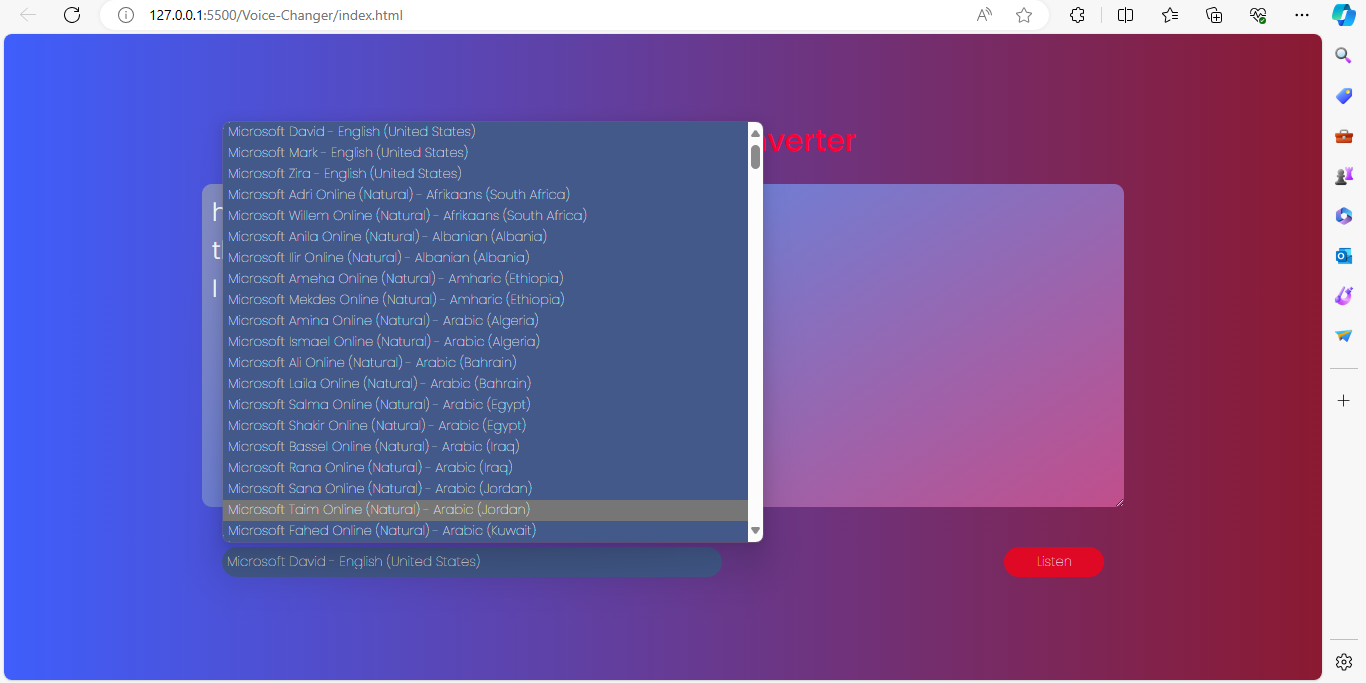 127.0.0.1:5500/Voice-Changer/index.html
Microsoft David - English (United States)
verter
Microsoft Mark - English (United States)
Microsoft Zira - English (United States)
Microsoft Adri Online (Natural) - Afrikaans (South Africa)
Microsoft Willem Online (Natural) - Afrikaans (South Africa)
Microsoft Anila Online (Natural) - Albanian (Albania)
Microsoft Ilir Online (Natural) - Albanian (Albania)
Microsoft Ameha Online (Natural) - Amharic (Ethiopia)
Microsoft Mekdes Online (Natural) - Amharic (Ethiopia)
Microsoft Amina Online (Natural) - Arabic (Algeria)
Microsoft Ismael Online (Natural) - Arabic (Algeria)
Microsoft Ali Online (Natural) - Arabic (Bahrain)
Microsoft Laila Online (Natural) - Arabic (Bahrain)
Microsoft Salma Online (Natural) - Arabic (Egypt)
Microsoft Shakir Online (Natural) - Arabic (Egypt)
Microsoft Bassel Online (Natural) - Arabic (Iraq)
Microsoft Rana Online (Natural) - Arabic (Iraq)
Microsoft Sana Online (Natural) - Arabic (Jordan)
Microsoft Taim Online (Natural) - Arabic (Jordan)
Microsoft Fahed Online (Natural) - Arabic (Kuwait)
Microsoft David - English (United States)
Listen